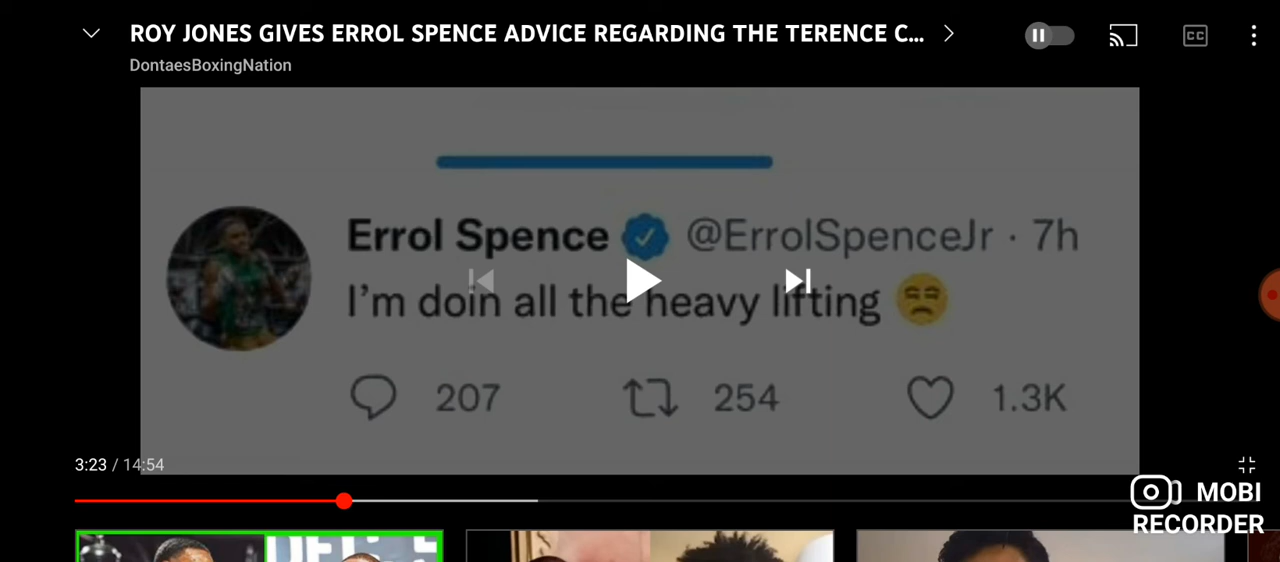 ROY JONES GIVES ERROL SPENCE ADVICE REGARDING THE TERENCE C...
CC
DontaesBoxingNation
Errol Spence @ErrolSpenceJr · 7h
I'm doin all the heavy lifting 😒
207 254 1.3K
3:23 / 14:54
MOBI
RECORDER